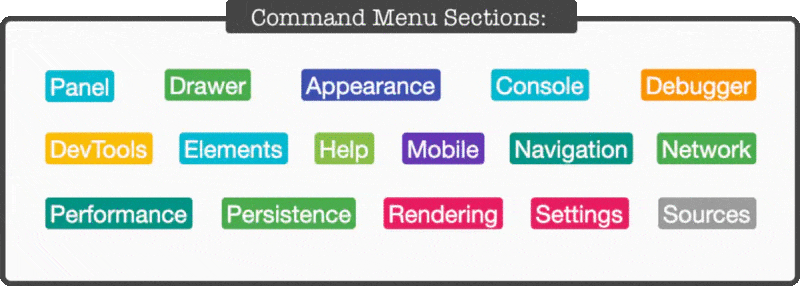 Command Menu Sections:
Panel Drawer Appearance Console Debugger
DevTools Elements Help Mobile Navigation Network
Performance Persistence Rendering Settings Sources